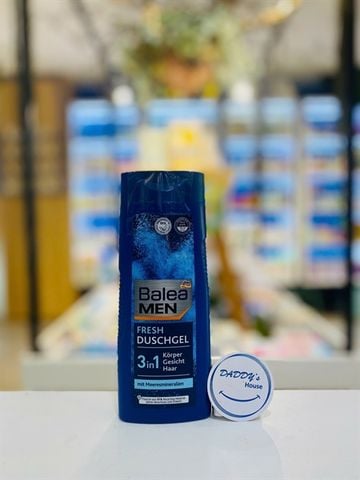 Balea
MEN
FRESH
DUSCHGEL
3in1
Körper
Gesicht
Haar
mit Meeresmineralien
DADDY's
House